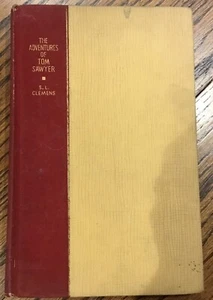 THE
ADVENTURES
OF
TOM
SAWYER
S. L.
CLEMENS